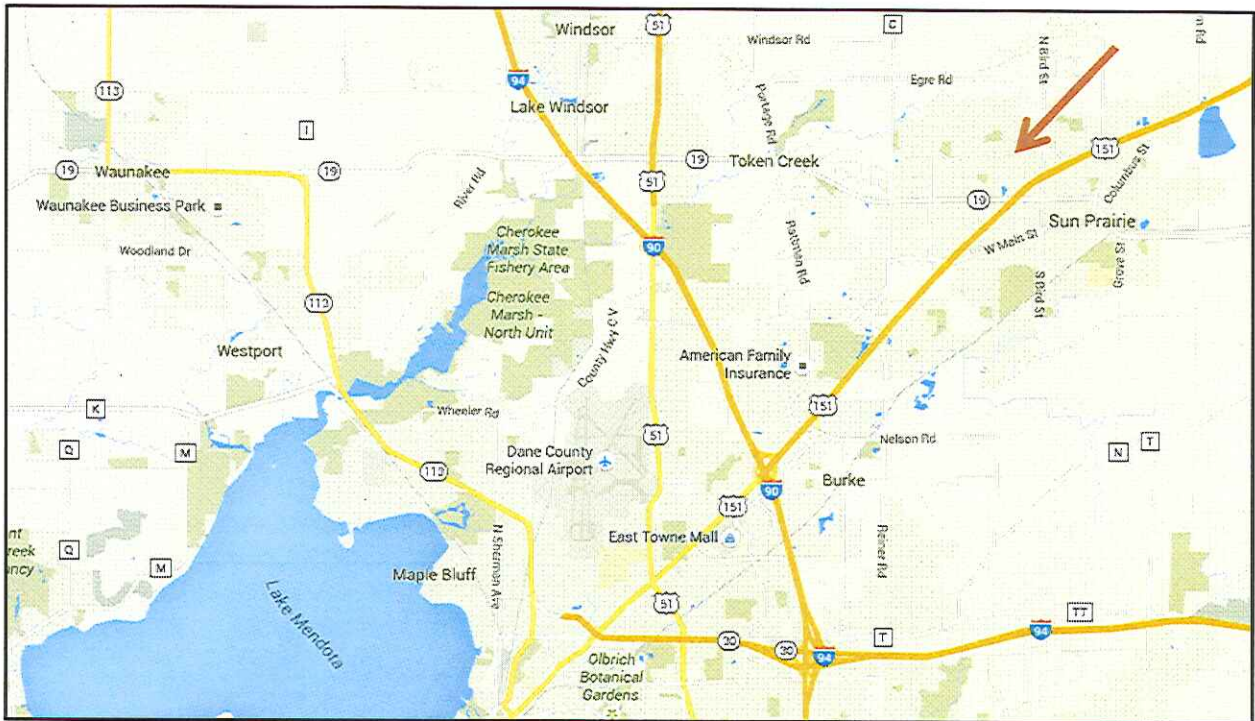 Windsor
51
C
Windsor Rd
N Bird St
Egre Rd
94
113
Lake Windsor
Portage Rd
I
151
19
Waunakee
19
River Rd
51
19
Token Creek
Columbus St
Waunakee Business Park
19
Sun Prairie
Woodland Dr
Cherokee
Marsh State
Fishery Area
90
Rattman Rd
W Main St
Grove St
S Bird St
113
Cherokee
Marsh -
North Unit
County Hwy CV
Westport
American Family
Insurance
K
Wheeler Rd
151
Q
M
51
Nelson Rd
N
T
113
Dane County
Regional Airport
90
Burke
151
East Towne Mall
N Sherman Ave
Reiner Rd
Q
M
Maple Bluff
Lake Mendota
51
TT
30
30
T
94
94
Olbrich
Botanical
Gardens